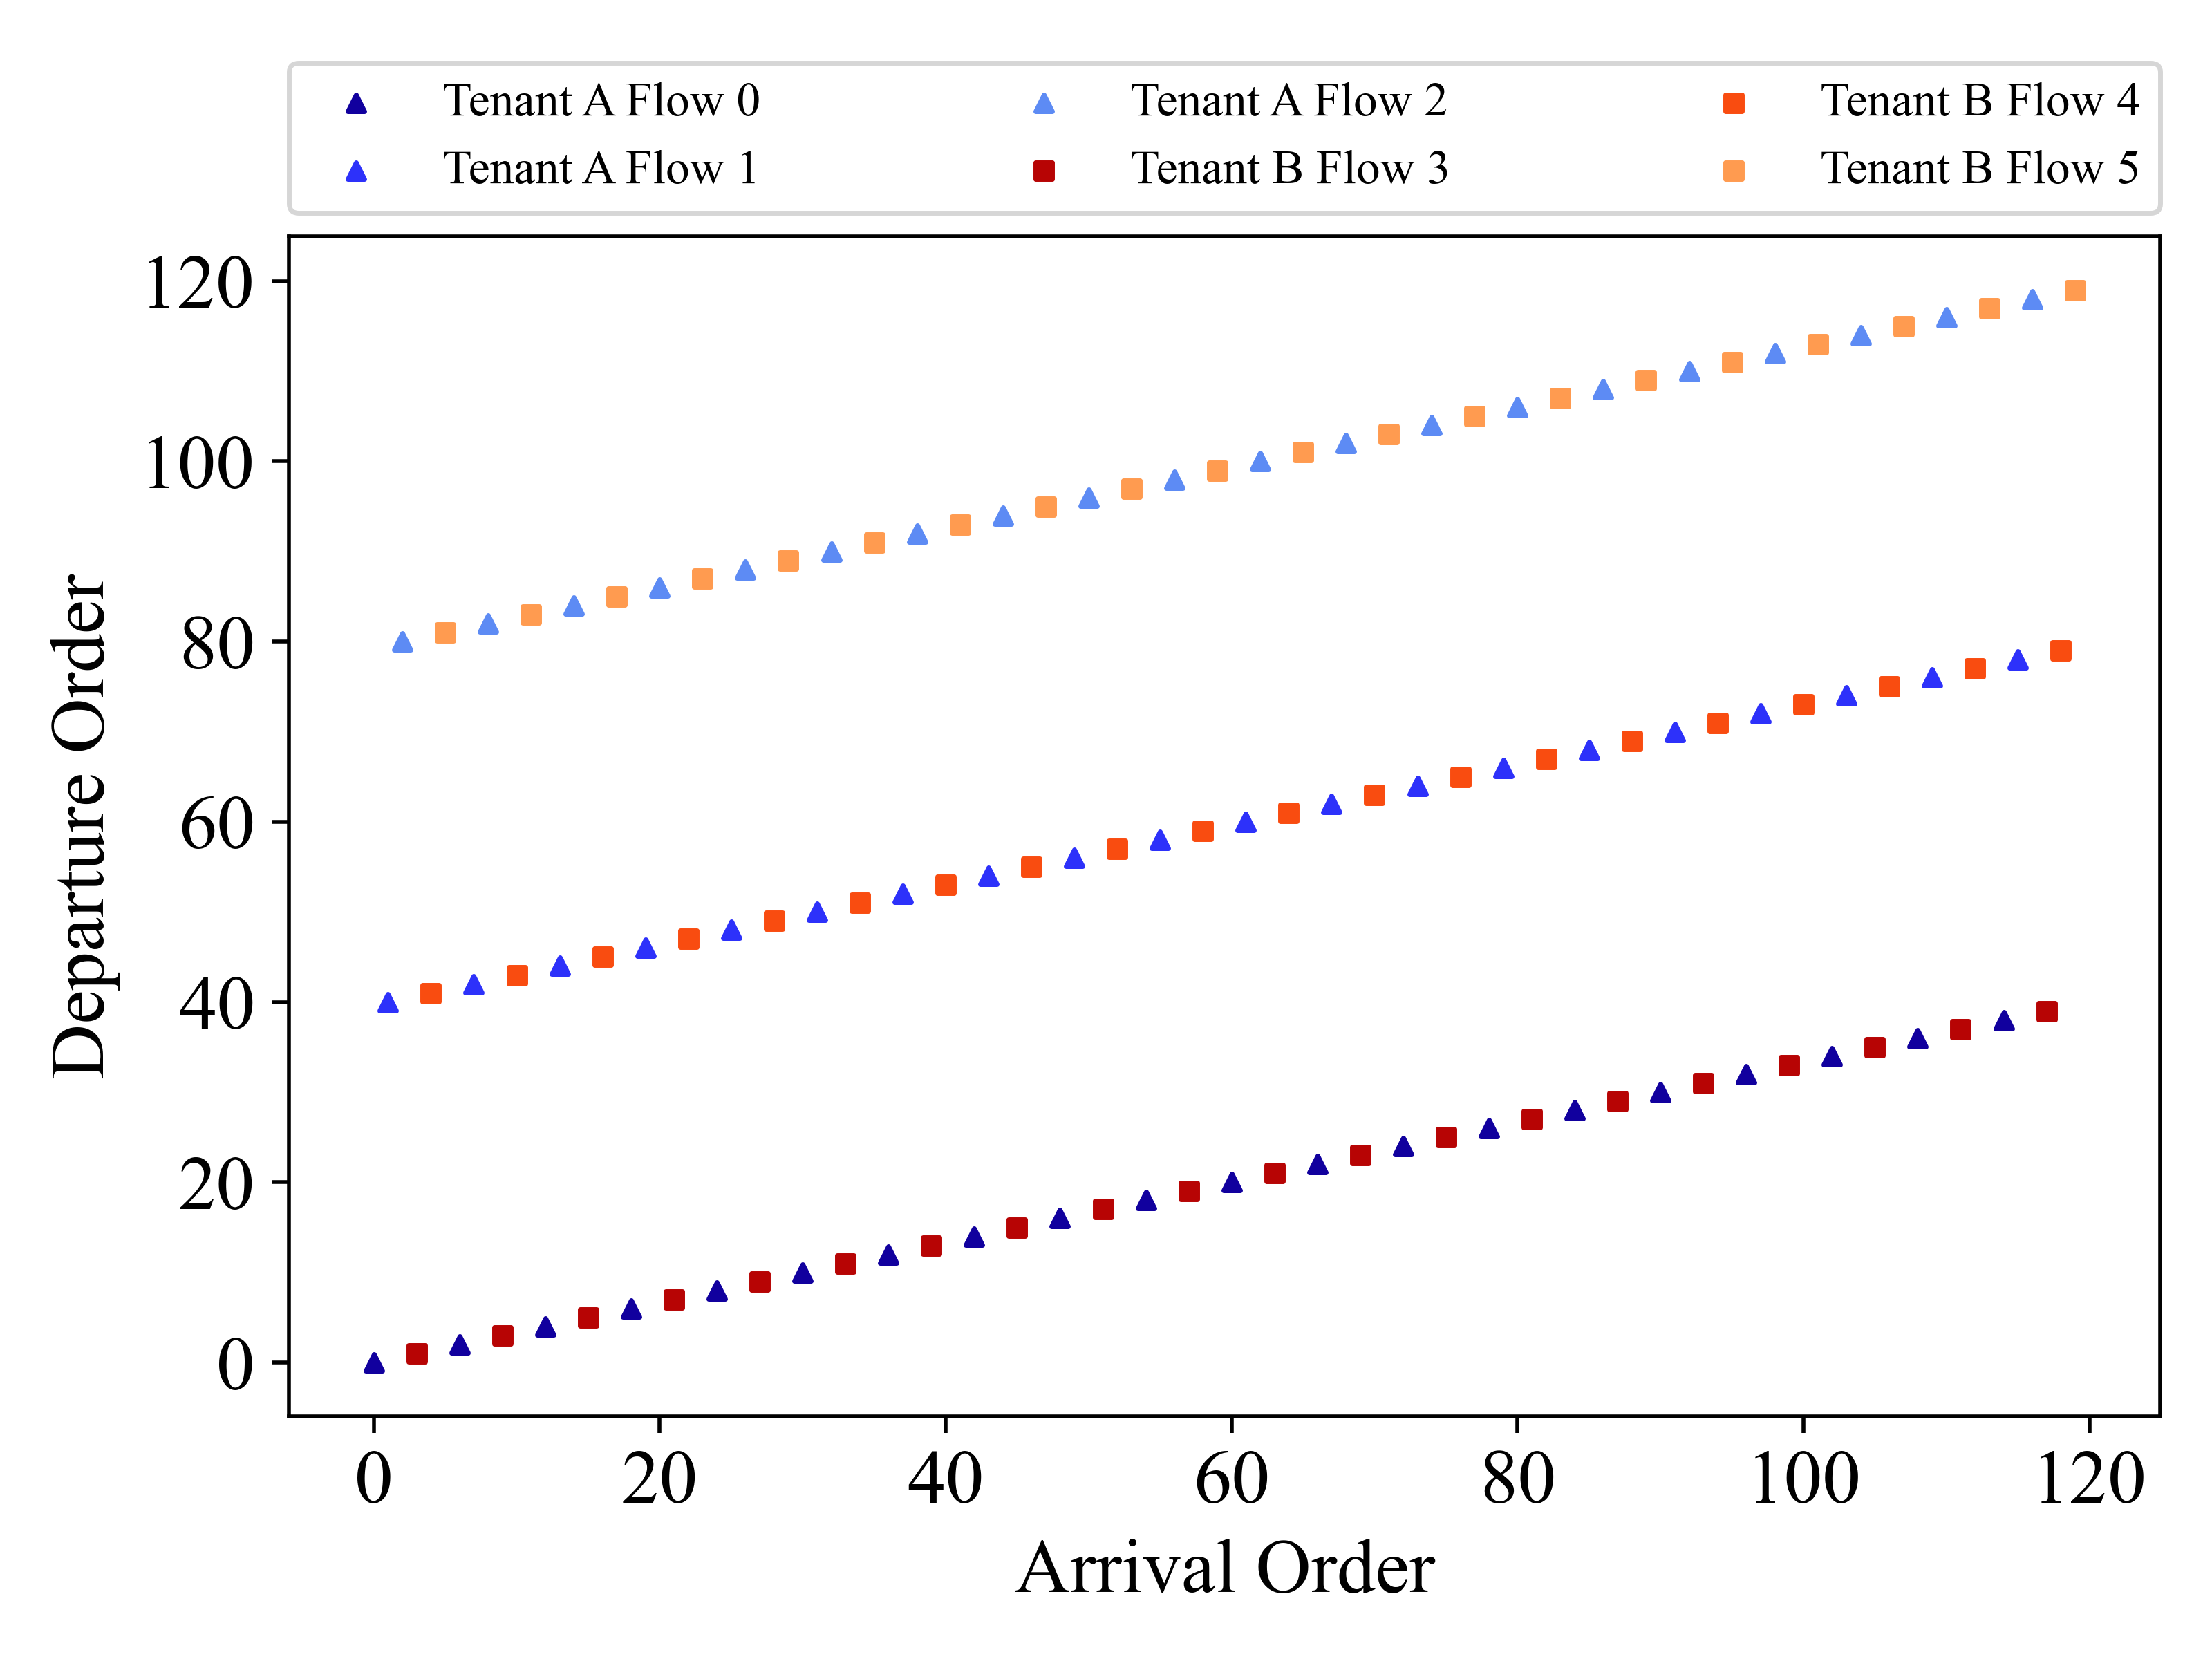 Tenant A Flow 0
Tenant A Flow 1
Tenant A Flow 2
Tenant B Flow 3
Tenant B Flow 4
Tenant B Flow 5
120
100
80
60
40
20
0
Departure Order
0 20 40 60 80 100 120
Arrival Order